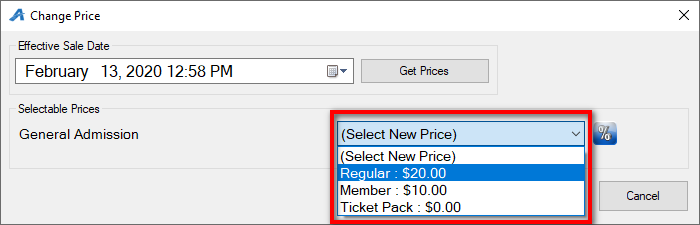 Change Price
Effective Sale Date
February 13, 2020 12:58 PM
Get Prices
Selectable Prices
General Admission
(Select New Price)
%
(Select New Price)
Regular : $20.00
Member : $10.00
Ticket Pack : $0.00
Cancel